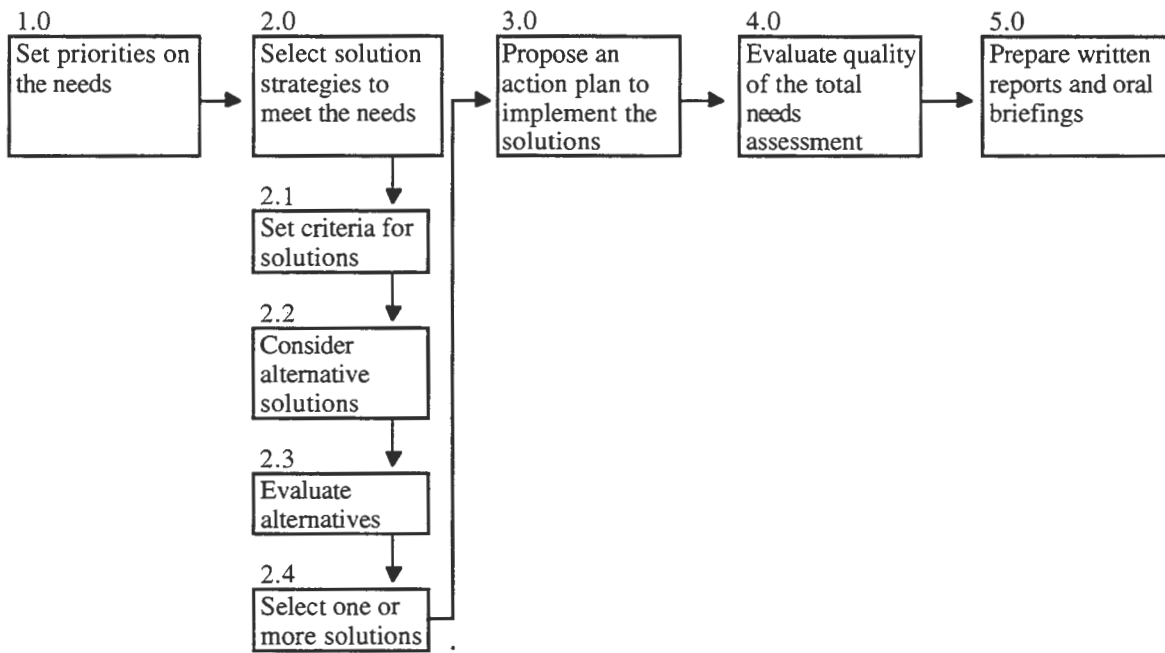 1.0
Set priorities on
the needs
2.0
Select solution
strategies to
meet the needs
3.0
Propose an
action plan to
implement the
solutions
4.0
Evaluate quality
of the total
needs
assessment
5.0
Prepare written
reports and oral
briefings
2.1
Set criteria for
solutions
2.2
Consider
alternative
solutions
2.3
Evaluate
alternatives
2.4
Select one or
more solutions